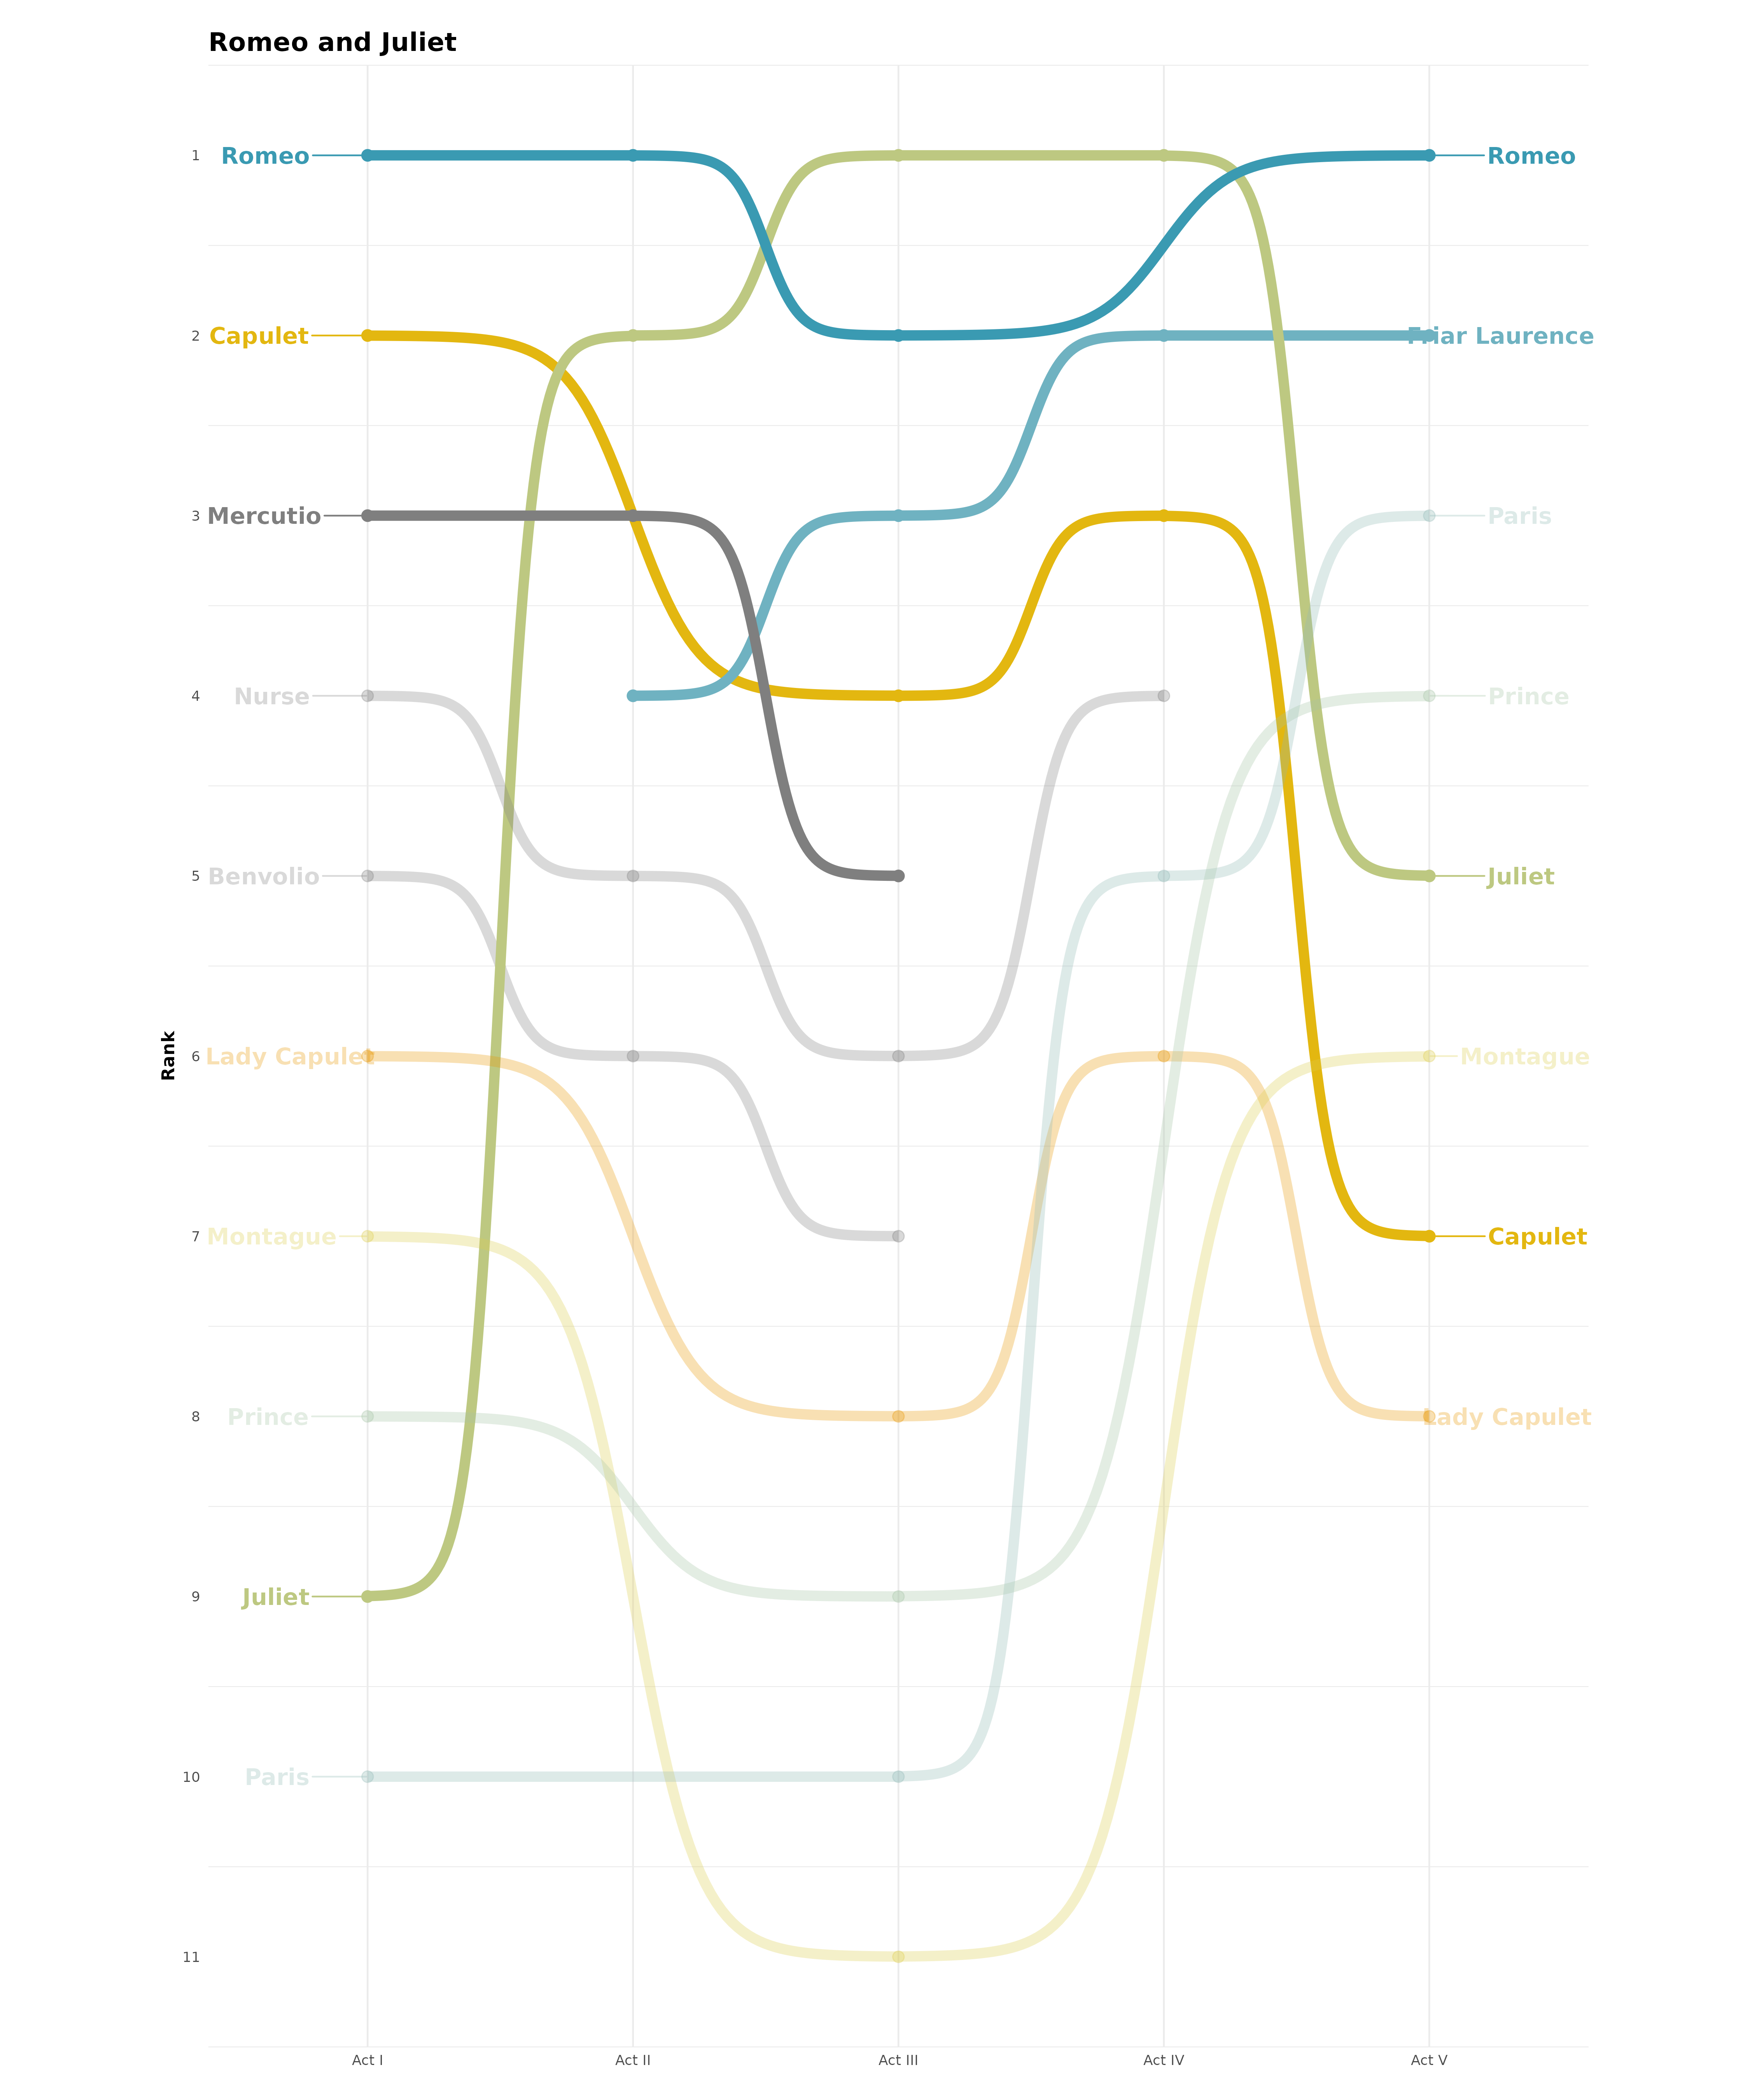 Romeo and Juliet
1 Romeo Romeo
2 Capulet Friar Laurence
3 Mercutio Paris
4 Nurse Prince
5 Benvolio Juliet
Rank
6 Lady Capulet Montague
7 Montague Capulet
8 Prince Lady Capulet
9 Juliet
10 Paris
11
Act I Act II Act III Act IV Act V